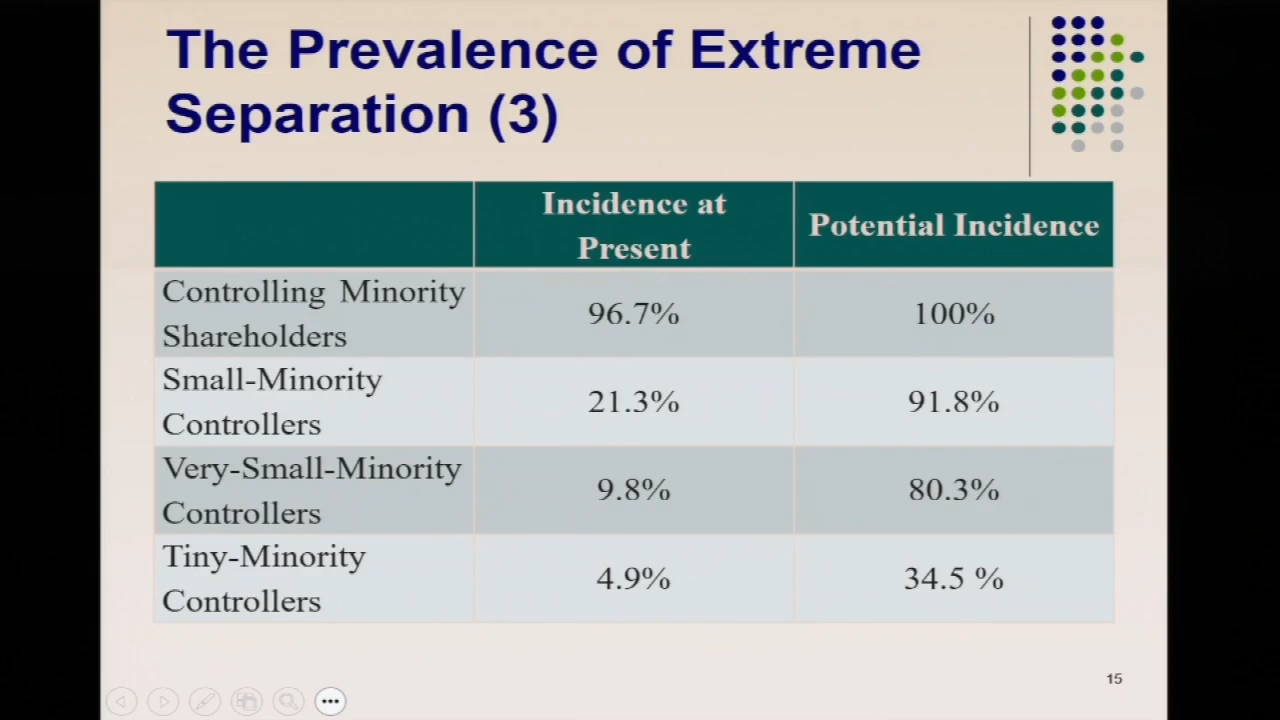 The Prevalence of Extreme
Separation (3)
Incidence at
Present
Potential Incidence
Controlling Minority
Shareholders
96.7%
100%
Small-Minority
Controllers
21.3%
91.8%
Very-Small-Minority
Controllers
9.8%
80.3%
Tiny-Minority
Controllers
4.9%
34.5 %
15